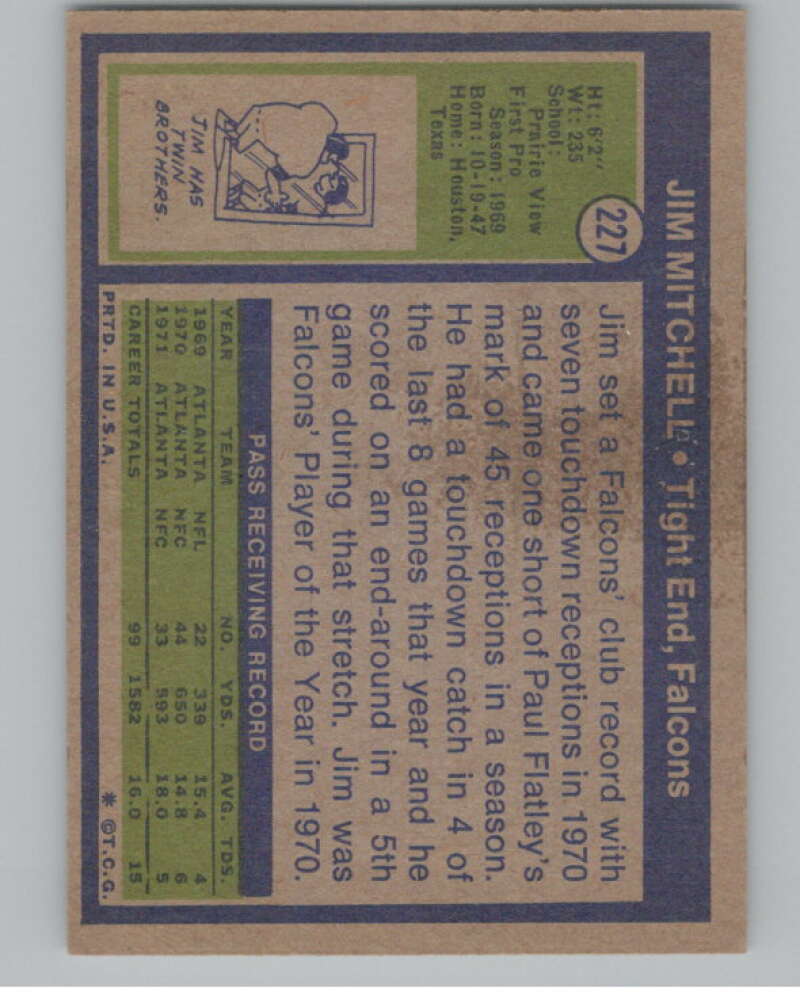 JIM MITCHELL • Tight End, Falcons
227
Ht: 6'2"
Wt: 235
School:
Prairie View
First Pro
Season: 1969
Born: 10-19-47
Home: Houston,
Texas
JIM HAS
TWIN
BROTHERS.
Jim set a Falcons' club record with
seven touchdown receptions in 1970
and came one short of Paul Flatley's
mark of 45 receptions in a season.
He had a touchdown catch in 4 of
the last 8 games that year and he
scored on an end-around in a 5th
game during that stretch. Jim was
Falcons' Player of the Year in 1970.
PASS RECEIVING RECORD
YEAR TEAM NO. YDS. AVG. TDS.
1969 ATLANTA NFL 22 339 15.4 4
1970 ATLANTA NFC 44 650 14.8 6
1971 ATLANTA NFC 33 593 18.0 5
CAREER TOTALS 99 1582 16.0 15
PRTD. IN U.S.A. * ©T.C.G.